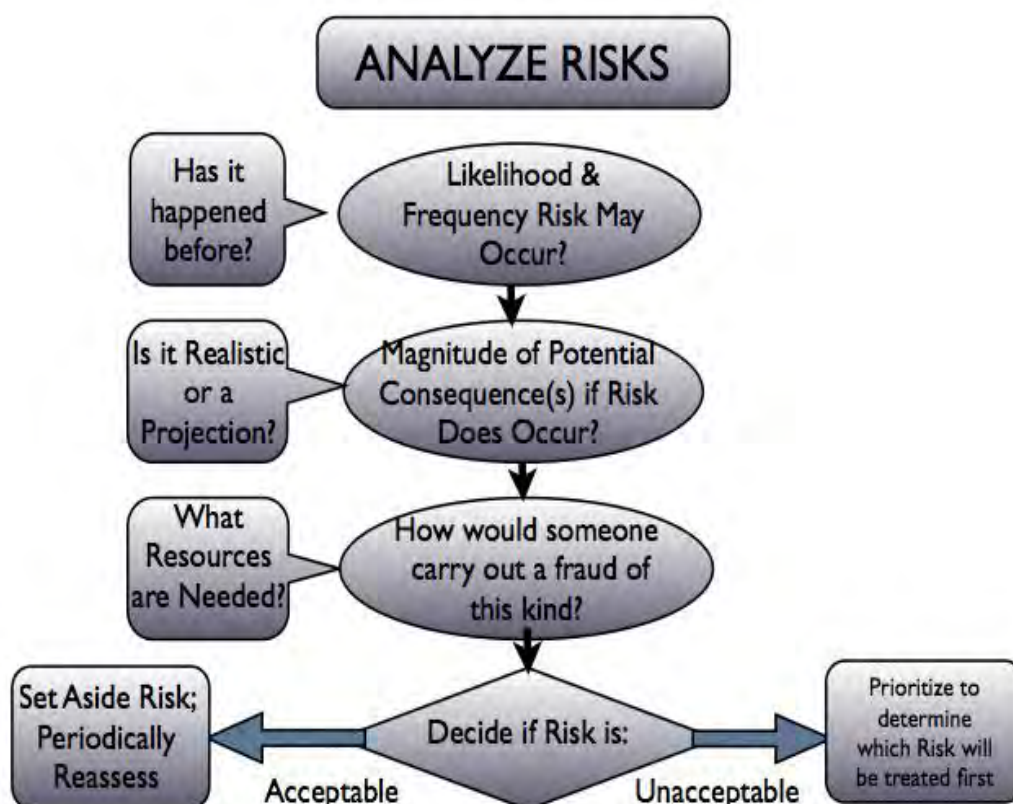 ANALYZE RISKS
Has it
happened
before?
Likelihood &
Frequency Risk May
Occur?
Is it Realistic
or a
Projection?
Magnitude of Potential
Consequence(s) if Risk
Does Occur?
What
Resources
are Needed?
How would someone
carry out a fraud of
this kind?
Set Aside Risk;
Periodically
Reassess
Decide if Risk is:
Prioritize to
determine
which Risk will
be treated first
Acceptable
Unacceptable